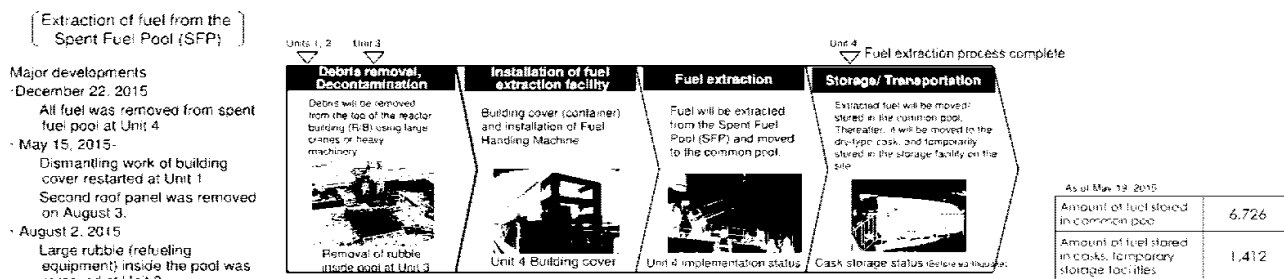 Extraction of fuel from the
Spent Fuel Pool (SFP)
Major developments
·December 22. 2015
All fuel was removed from spent
fuel pool at Unit 4
· May 15, 2015-
Dismantling work of building
cover restarted at Unit 1
Second roof panel was removed
on August 3.
· August 2. 2015
Large rubble (refueling
equipment) inside the pool was
Units 1, 2
Unit 3
Unit 4
Fuel extraction process complete
Debris removal,
Decontamination
Debris will be removed
from the top of the reactor
building (R/B) using large
cranes or heavy
machinery
Removal of rubble
inside pool at Unit 3
Installation of fuel
extraction facility
Building cover (container)
and installation of Fuel
Handling Machine
Unit 4 Building cover
Fuel extraction
Fuel will be extracted
from the Spent Fuel
Pool (SFP) and moved
to the common pool.
Unit 4 implementation status
Storage/ Transportation
Extracted fuel will be moved/
stored in the common pool.
Thereafter, it will be moved to the
dry-type cask, and temporarily
stored in the storage facility on the
site
Cask storage status (Before earthquake)
As of May 19, 2015
Amount of fuel stored
in common pool
6,726
Amount of fuel stored
in casks, temporary
storage facilities
1,412